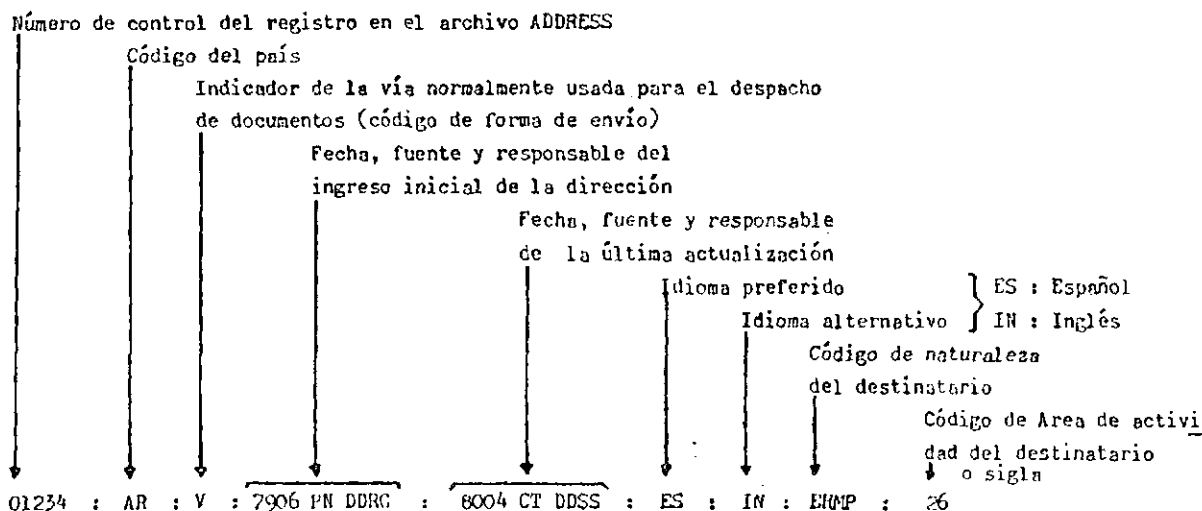 Número de control del registro en el archivo ADDRESS
Código del país
Indicador de la vía normalmente usada para el despacho
de documentos (código de forma de envío)
Fecha, fuente y responsable del
ingreso inicial de la dirección
Fecha, fuente y responsable
de la última actualización
Idioma preferido } ES : Español
Idioma alternativo } IN : Inglés
Código de naturaleza
del destinatario
Código de Area de activi
dad del destinatario
o sigla
01234 : AR : V : 7906 PN DDRG : 8004 CT DDSS : ES : IN : : 26